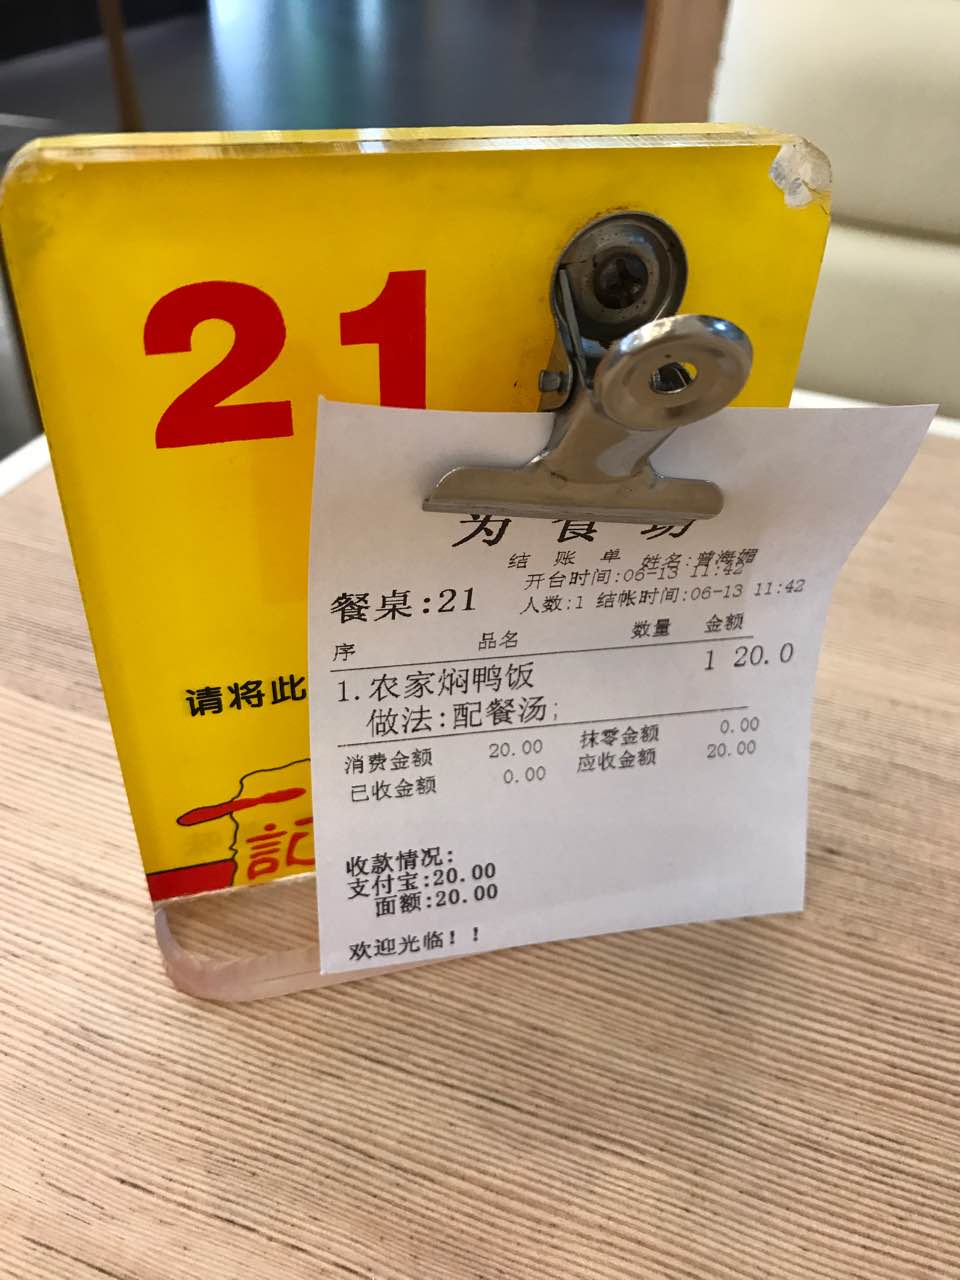 21
为食坊
结 账 单 姓名:曾海媚
开台时间:06-13 11:42
餐桌:21 人数:1 结帐时间:06-13 11:42
序 品名 数量 金额
1.农家焖鸭饭 1 20.0
做法:配餐汤;
消费金额 20.00 抹零金额 0.00
已收金额 0.00 应收金额 20.00
收款情况:
支付宝:20.00
面额:20.00
欢迎光临！！
请将此
記